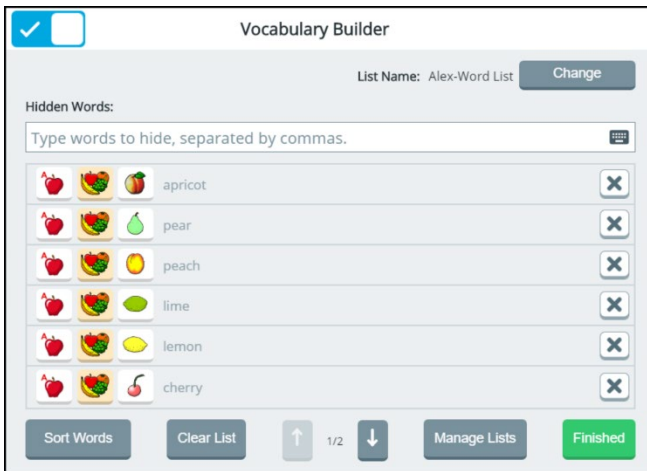 Vocabulary Builder
List Name: Alex-Word List Change
Hidden Words:
Type words to hide, separated by commas.
apricot
pear
peach
lime
lemon
cherry
Sort Words Clear List 1/2 Manage Lists Finished